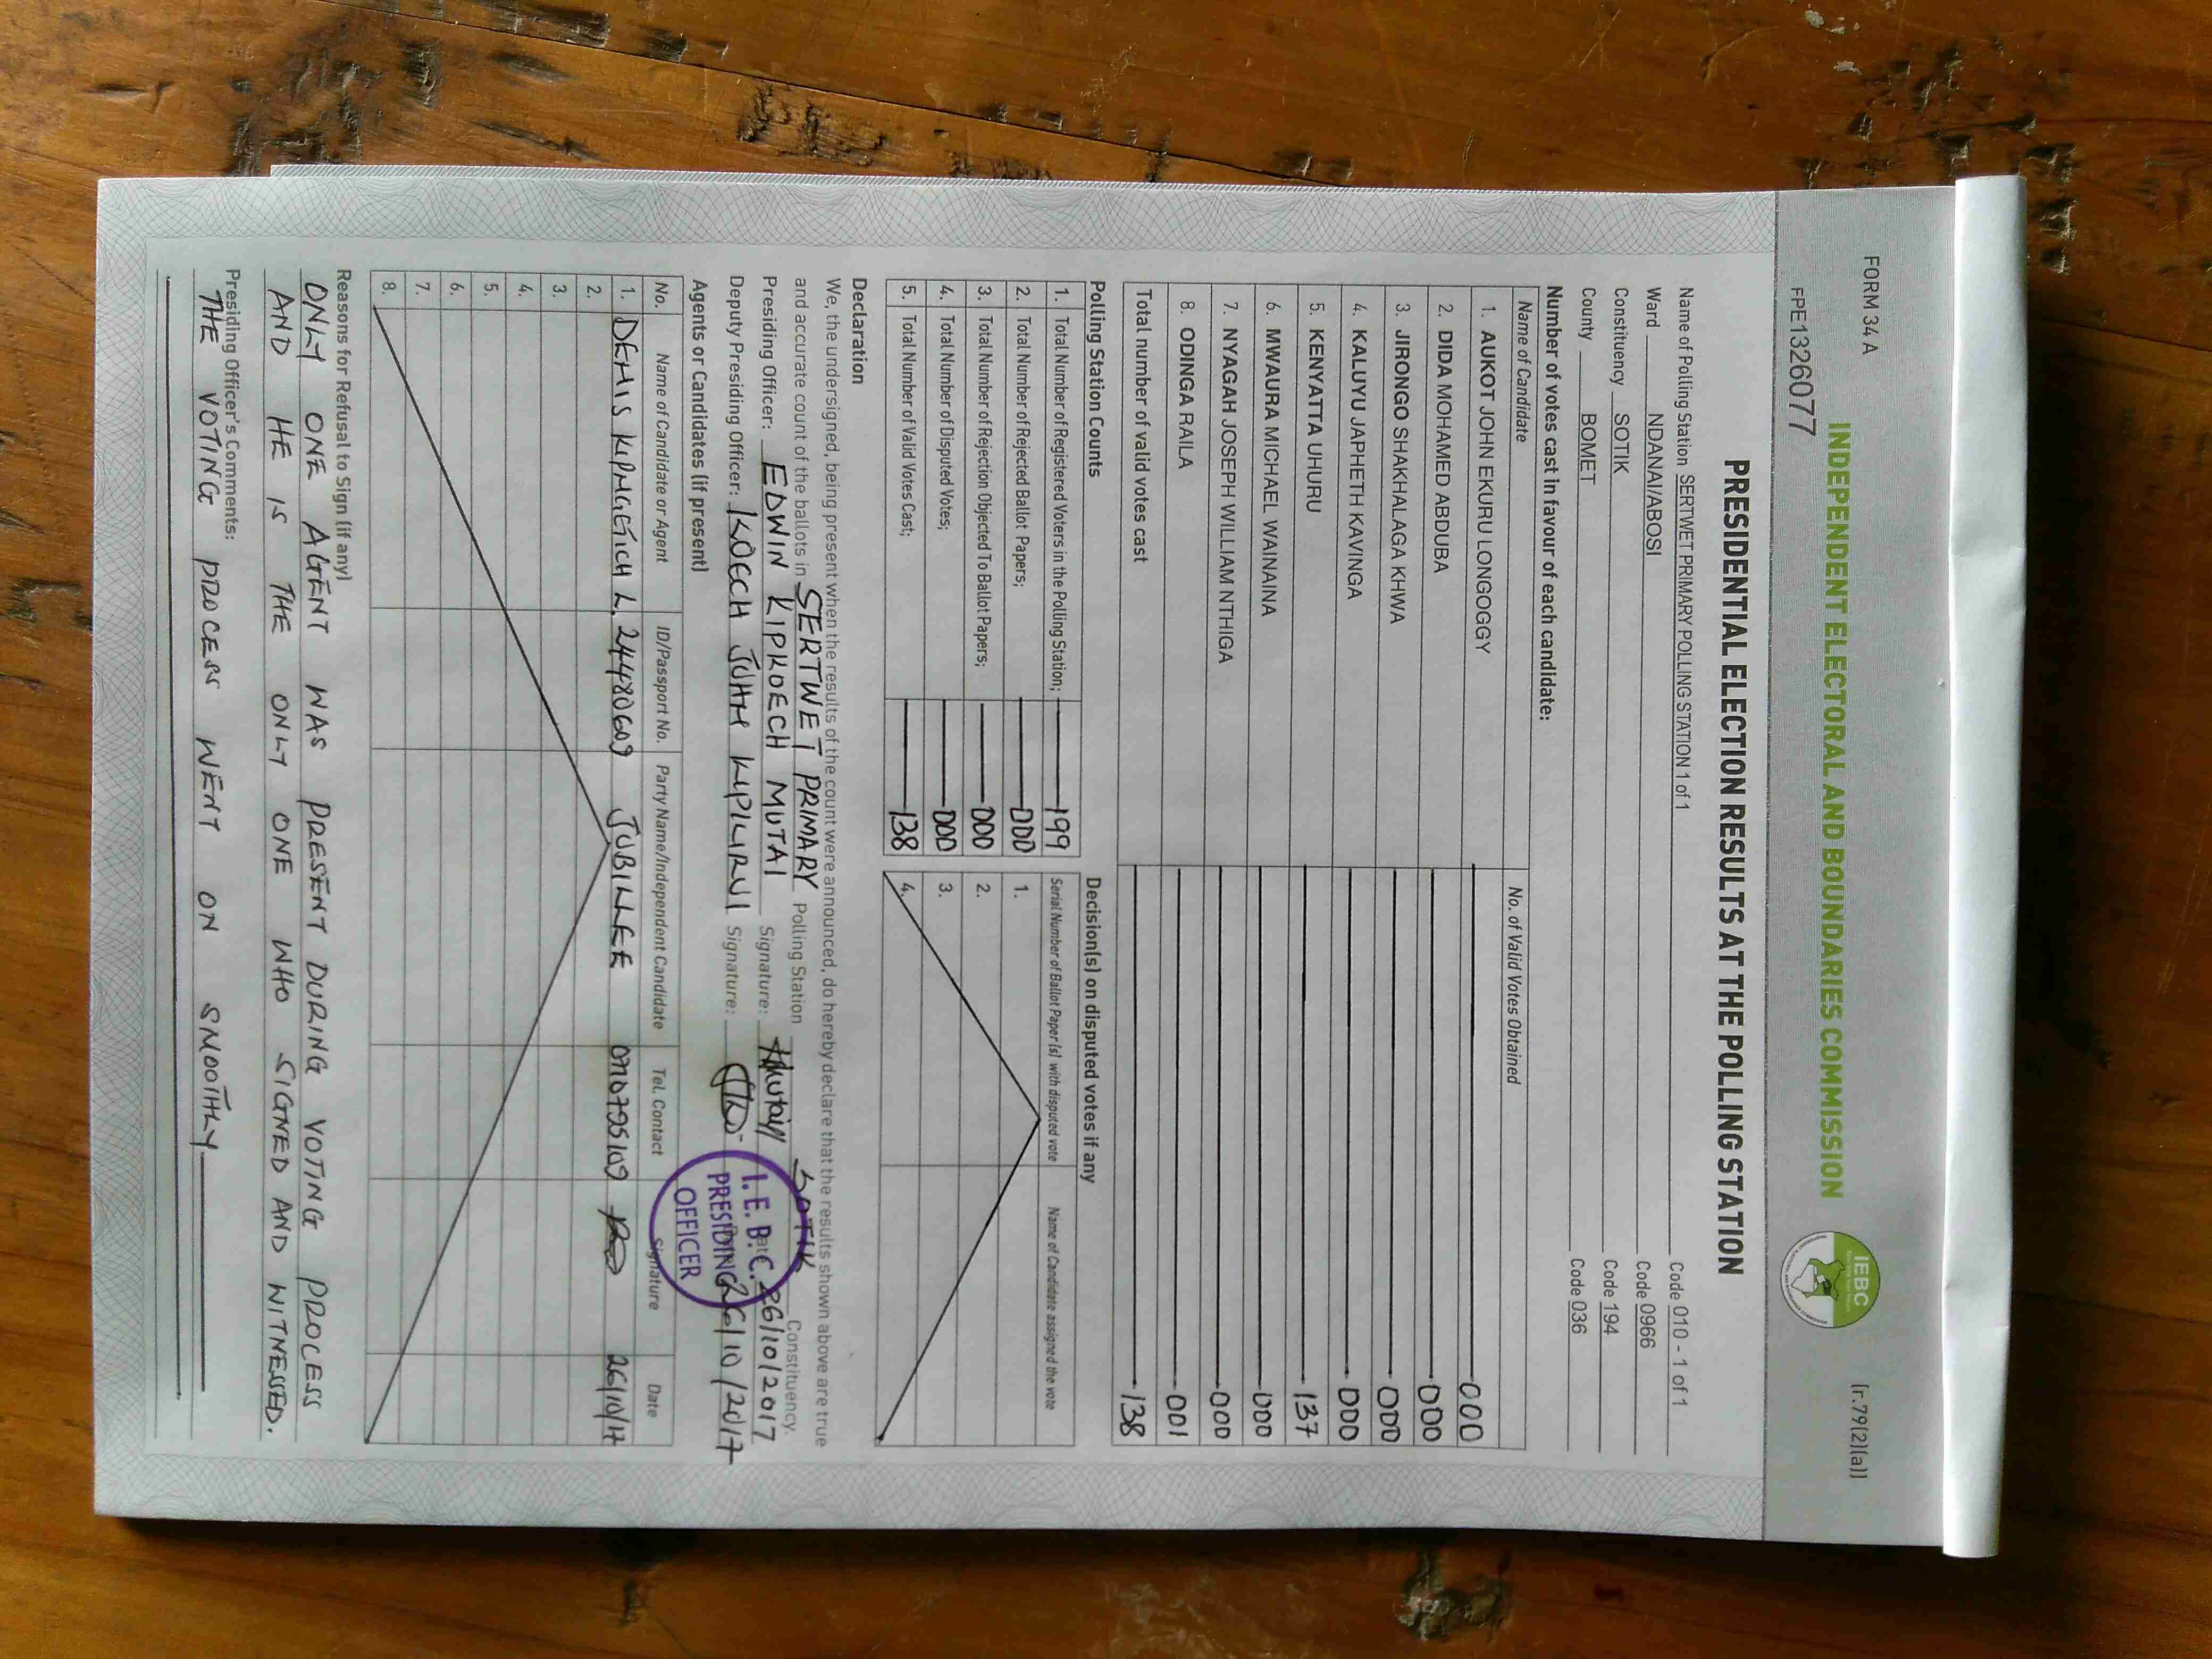 FORM 34 A
(r.79(2)(a))
INDEPENDENT ELECTORAL AND BOUNDARIES COMMISSION
IEBC
FPE1326077
PRESIDENTIAL ELECTION RESULTS AT THE POLLING STATION
Name of Polling Station SERTWET PRIMARY POLLING STATION 1 of 1 Code 010 - 1 of 1
Ward NDANAI/ABOSI Code 0966
Constituency SOTIK Code 194
County BOMET Code 036
Number of votes cast in favour of each candidate:
Name of Candidate No. of Valid Votes Obtained
1. AUKOT JOHN EKURU LONGOGGY 000
2. DIDA MOHAMED ABDUBA 000
3. JIRONGO SHAKHALAGA KHWA 000
4. KALUYU JAPHETH KAVINGA 000
5. KENYATTA UHURU 137
6. MWAURA MICHAEL WAINAINA 000
7. NYAGAH JOSEPH WILLIAM NTHIGA 000
8. ODINGA RAILA 001
Total number of valid votes cast 138
Polling Station Counts
1. Total Number of Registered Voters in the Polling Station; 199
2. Total Number of Rejected Ballot Papers; 000
3. Total Number of Rejection Objected To Ballot Papers; 000
4. Total Number of Disputed Votes; 000
5. Total Number of Valid Votes Cast; 138
Decision(s) on disputed votes if any
Serial Number of Ballot Paper (s) with disputed vote Name of Candidate assigned the vote
1.
2.
3.
4.
Declaration
We, the undersigned, being present when the results of the count were announced, do hereby declare that the results shown above are true
and accurate count of the ballots in SERTWET PRIMARY Polling Station SOTIK Constituency.
Presiding Officer: EDWIN KIPKOECH MUTAI Signature: Date 26/10/2017
Deputy Presiding Officer: KOECH JOHN KIPKIRUI Signature: 26/10/2017
I. E. B. C.
PRESIDING
OFFICER
Agents or Candidates (if present)
No. Name of Candidate or Agent ID/Passport No. Party Name/Independent Candidate Tel. Contact Signature Date
1. DENIS KIPNGETICH L. 24480609 JUBILEE 0707795109 26/10/17
2.
3.
4.
5.
6.
7.
8.
Reasons for Refusal to Sign (if any)
ONLY ONE AGENT WAS PRESENT DURING VOTING PROCESS
AND HE IS THE ONLY ONE WHO SIGNED AND WITNESSED.
Presiding Officer's Comments:
THE VOTING PROCESS WENT ON SMOOTHLY